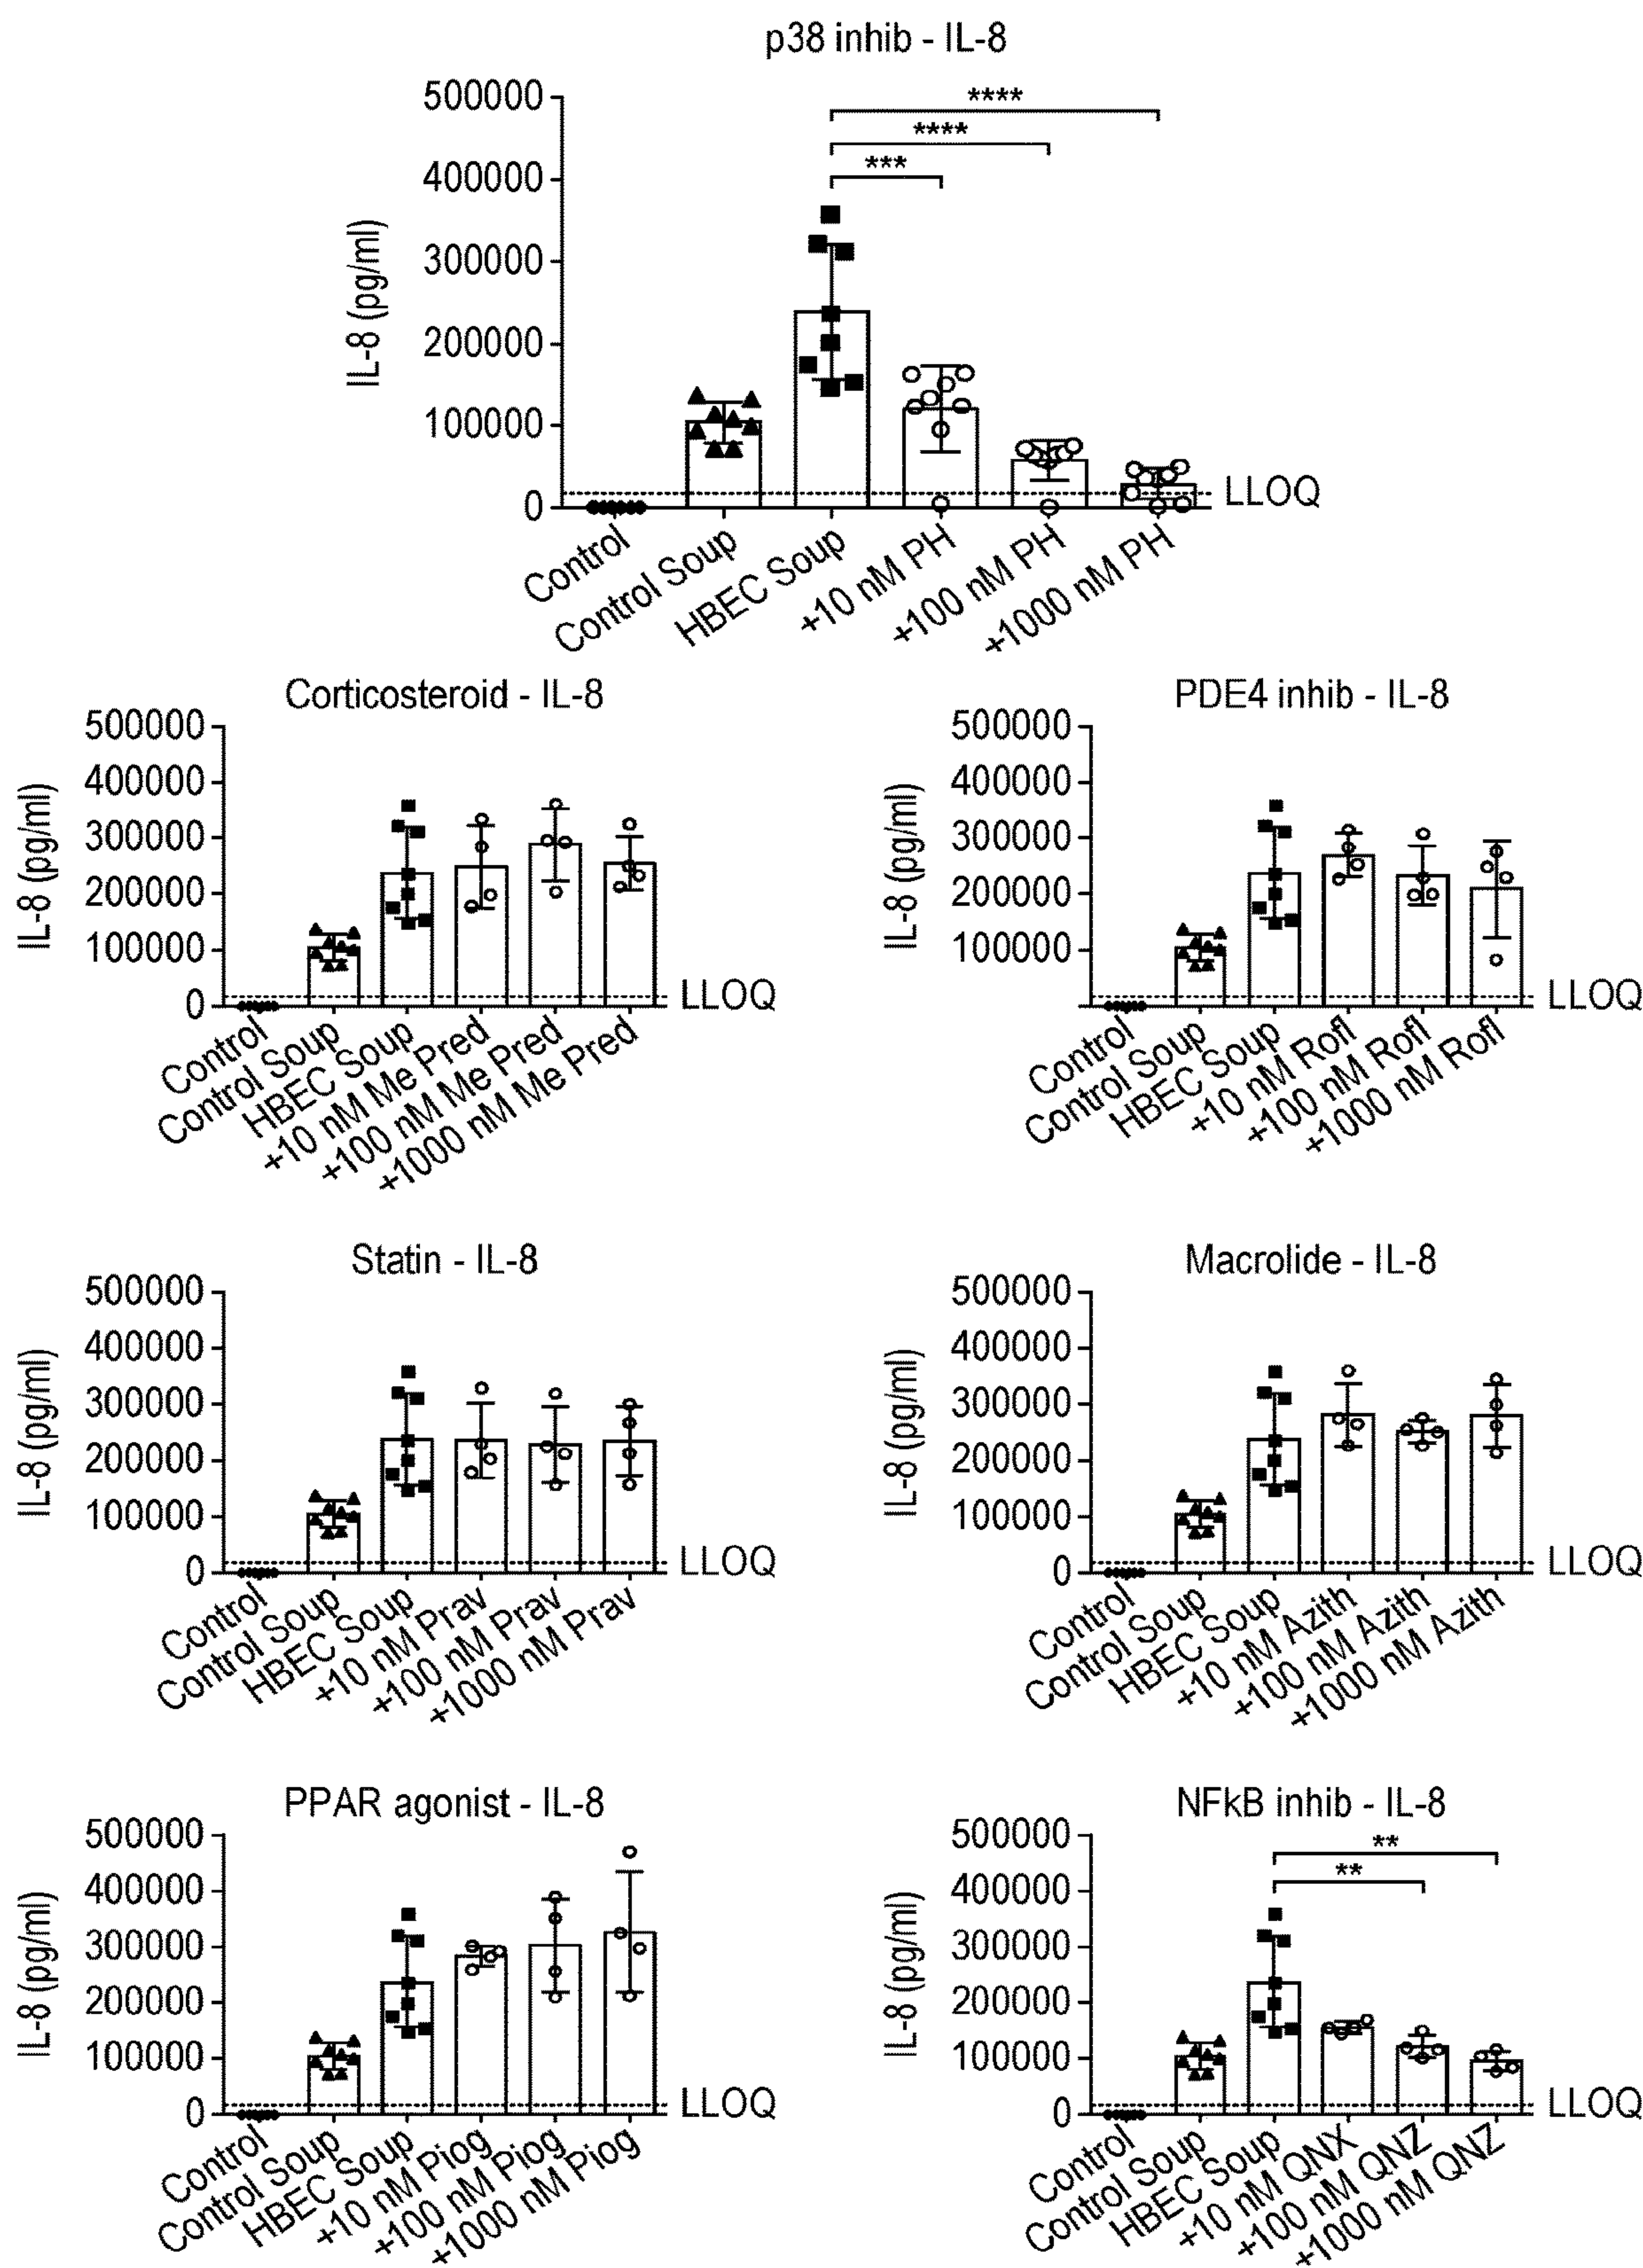 p38 inhib - IL-8
IL-8 (pg/ml)
500000
400000
300000
200000
100000
0
****
****
***
LLOQ
Control
Control Soup
HBEC Soup
+10 nM PH
+100 nM PH
+1000 nM PH
Corticosteroid - IL-8
IL-8 (pg/ml)
500000
400000
300000
200000
100000
0
LLOQ
Control
Control Soup
HBEC Soup
+10 nM Me Pred
+100 nM Me Pred
+1000 nM Me Pred
PDE4 inhib - IL-8
IL-8 (pg/ml)
500000
400000
300000
200000
100000
LLOQ
Control
Control Soup
HBEC Soup
+10 nM Rofl
+100 nM Rofl
+1000 nM Rofl
Statin - IL-8
IL-8 (pg/ml)
500000
400000
300000
200000
100000
0
LLOQ
Control
Control Soup
HBEC Soup
+10 nM Prav
+100 nM Prav
+1000 nM Prav
Macrolide - IL-8
IL-8 (pg/ml)
500000
400000
300000
200000
100000
0
LLOQ
Control
Control Soup
HBEC Soup
+10 nM Azith
+100 nM Azith
+1000 nM Azith
PPAR agonist - IL-8
IL-8 (pg/ml)
500000
400000
300000
200000
100000
0
LLOQ
Control
Control Soup
HBEC Soup
+10 nM Piog
+100 nM Piog
+1000 nM Piog
NFkB inhib - IL-8
IL-8 (pg/ml)
500000
400000
300000
200000
100000
0
**
**
LLOQ
Control
Control Soup
HBEC Soup
+10 nM QNX
+100 nM QNZ
+1000 nM QNZ